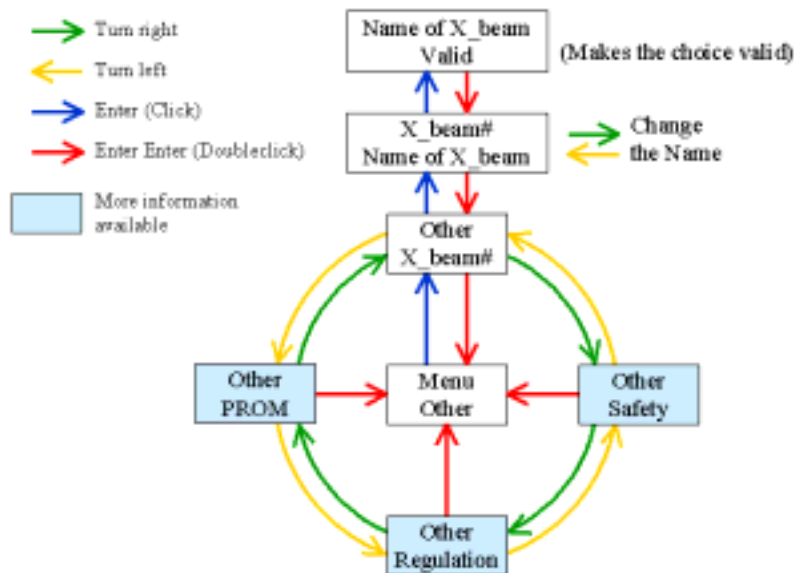 Turn right
Turn left
Enter (Click)
Enter Enter (Doubleclick)
More information
available
Name of X_beam
Valid
(Makes the choice valid)
X_beam#
Name of X_beam
Change
the Name
Other
X_beam#
Other
PROM
Menu
Other
Other
Safety
Other
Regulation